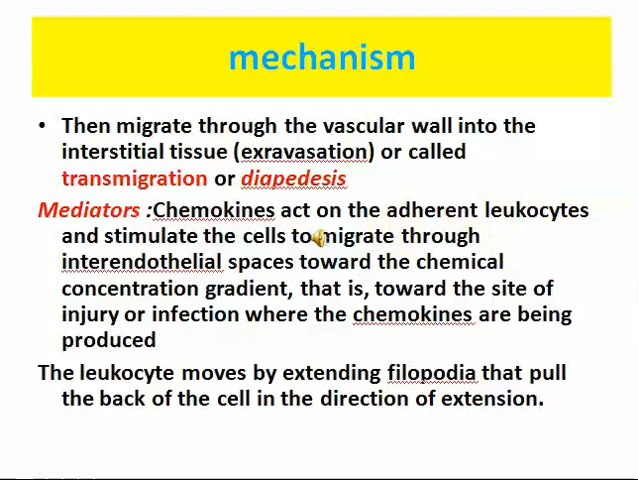 mechanism
• Then migrate through the vascular wall into the
interstitial tissue (exravasation) or called
transmigration or diapedesis
Mediators :Chemokines act on the adherent leukocytes
and stimulate the cells to migrate through
interendothelial spaces toward the chemical
concentration gradient, that is, toward the site of
injury or infection where the chemokines are being
produced
The leukocyte moves by extending filopodia that pull
the back of the cell in the direction of extension.